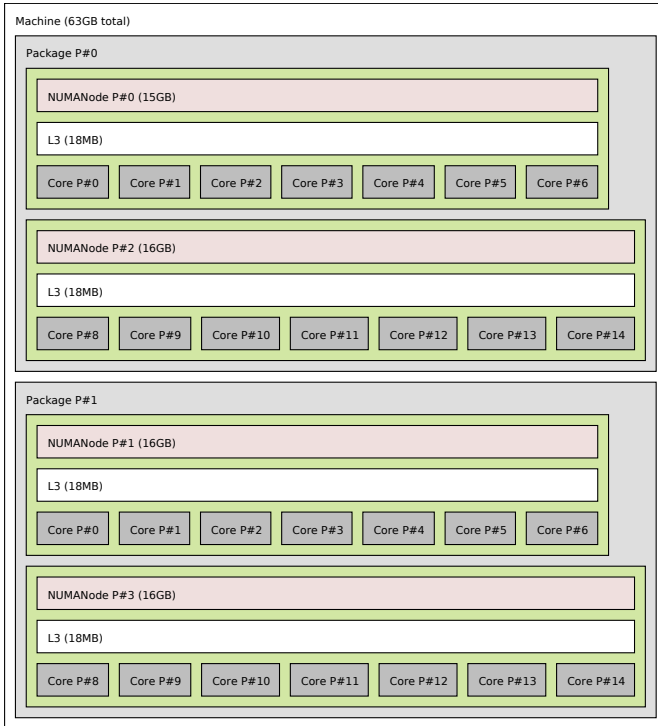 Machine (63GB total)
Package P#0
NUMANode P#0 (15GB)
L3 (18MB)
Core P#0 Core P#1 Core P#2 Core P#3 Core P#4 Core P#5 Core P#6
NUMANode P#2 (16GB)
L3 (18MB)
Core P#8 Core P#9 Core P#10 Core P#11 Core P#12 Core P#13 Core P#14
Package P#1
NUMANode P#1 (16GB)
L3 (18MB)
Core P#0 Core P#1 Core P#2 Core P#3 Core P#4 Core P#5 Core P#6
NUMANode P#3 (16GB)
L3 (18MB)
Core P#8 Core P#9 Core P#10 Core P#11 Core P#12 Core P#13 Core P#14